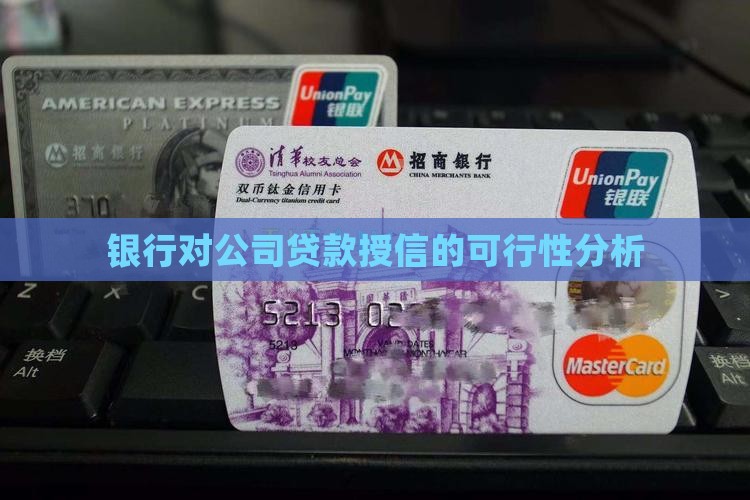 AMERICAN EXPRESS
PLATINUM
UnionPay
银联
招商银行
370
清华校友总会
Tsinghua Alumni Association
招商银行
CHINA MERCHANTS BANK
双币钛金信用卡
Dual-Currency titanium credit card
UnionPay
银联
银行对公司贷款授信的可行性分析
5213 02
5213
MasterCard
换档
Alt
换档
Alt